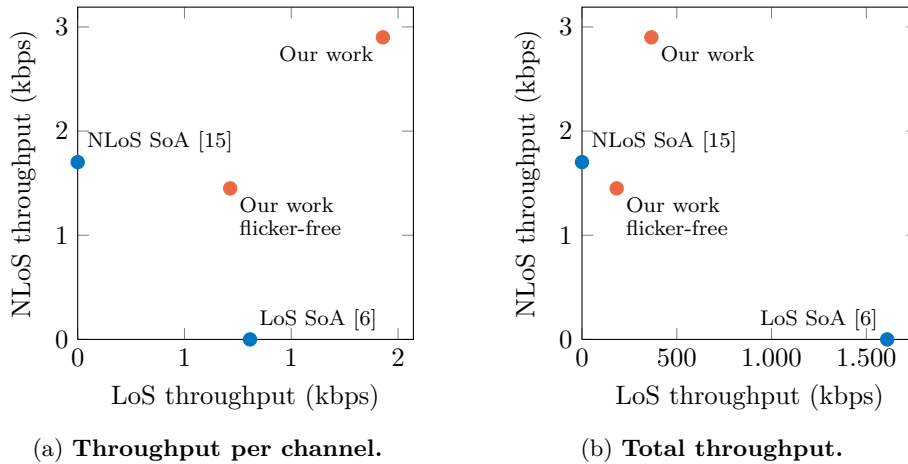 3
2
1
0
NLoS throughput (kbps)
Our work
NLoS SoA [15]
Our work
flicker-free
LoS SoA [6]
0
1
1
2
LoS throughput (kbps)
(a) Throughput per channel.
3
2
1
0
NLoS throughput (kbps)
Our work
NLoS SoA [15]
Our work
flicker-free
LoS SoA [6]
0
500
1.000
1.500
LoS throughput (kbps)
(b) Total throughput.